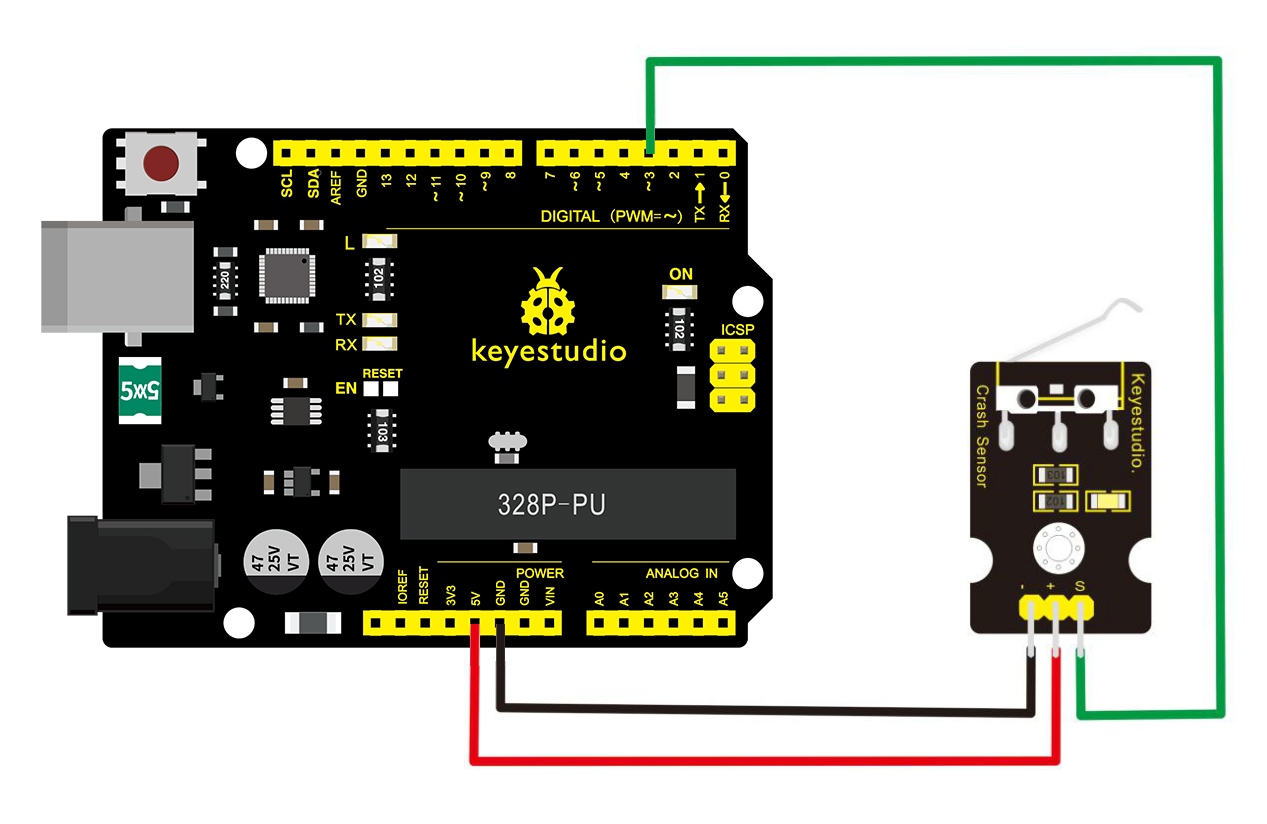 SCL
SDA
AREF
GND
13
12
~11
~10
~9
8
7
~6
~5
4
~3
2
TX→1
RX←0
DIGITAL (PWM=~)
L
220
102
TX
RX
ON
102
ICSP
keyestudio
RESET
EN
5XX5
103
328P-PU
47
25V
VT
47
25V
VT
POWER
ANALOG IN
IOREF
RESET
3V3
5V
GND
GND
VIN
A0
A1
A2
A3
A4
A5
Crash Sensor
Keyestudio.
103
102
-
+
S